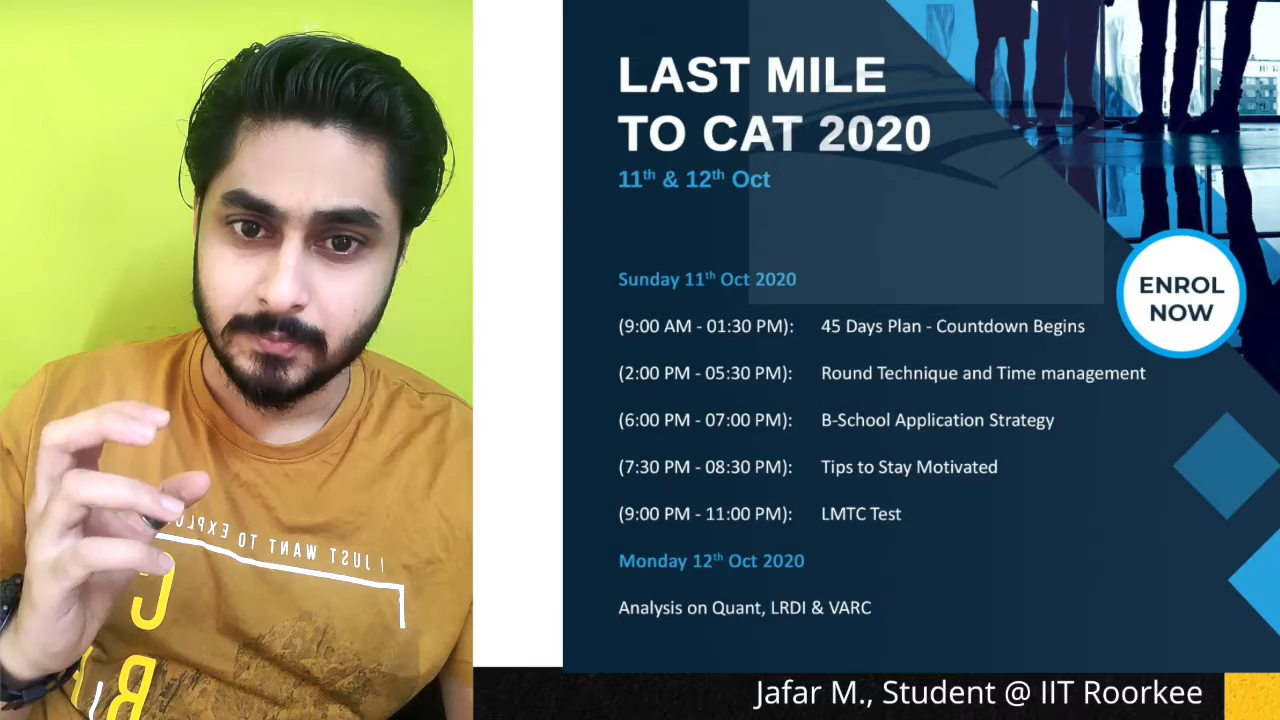 LAST MILE
TO CAT 2020
11th & 12th Oct
Sunday 11th Oct 2020
(9:00 AM - 01:30 PM): 45 Days Plan - Countdown Begins
(2:00 PM - 05:30 PM): Round Technique and Time management
(6:00 PM - 07:00 PM): B-School Application Strategy
(7:30 PM - 08:30 PM): Tips to Stay Motivated
(9:00 PM - 11:00 PM): LMTC Test
Monday 12th Oct 2020
Analysis on Quant, LRDI & VARC
ENROL
NOW
I JUST WANT TO
Jafar M., Student @ IIT Roorkee